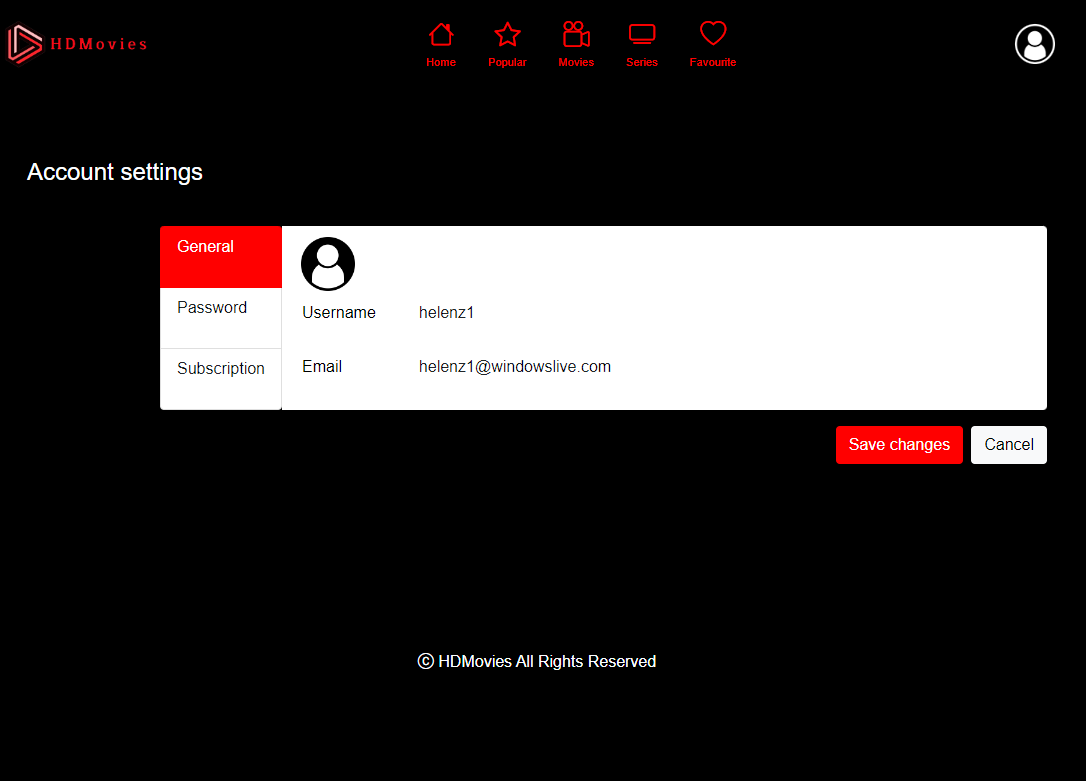 HDMovies
Home Popular Movies Series Favourite
Account settings
General
Password
Subscription
Username helenz1
Email helenz1@windowslive.com
Save changes Cancel
© HDMovies All Rights Reserved